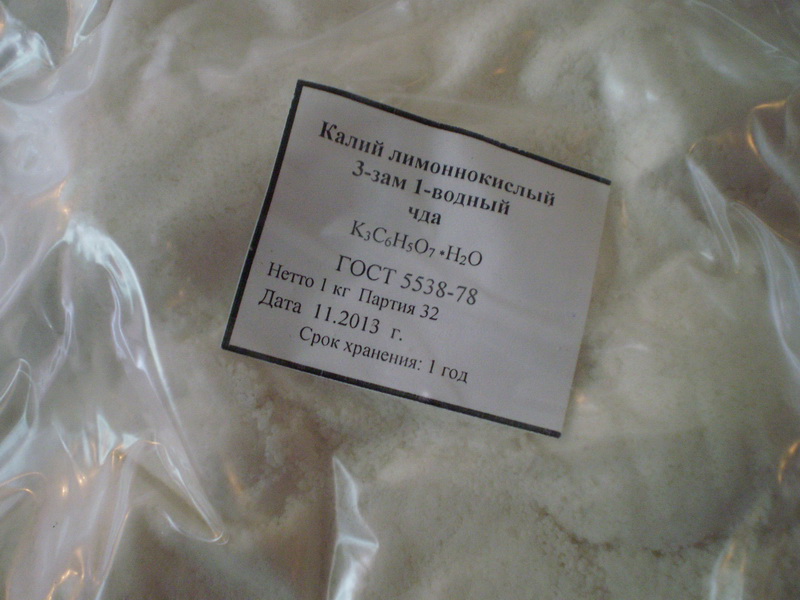 Калий лимоннокислый
3-зам 1-водный
чда
K₃C₆H₅O₇•H₂O
ГОСТ 5538-78
Нетто 1 кг Партия 32
Дата 11.2013 г.
Срок хранения: 1 год